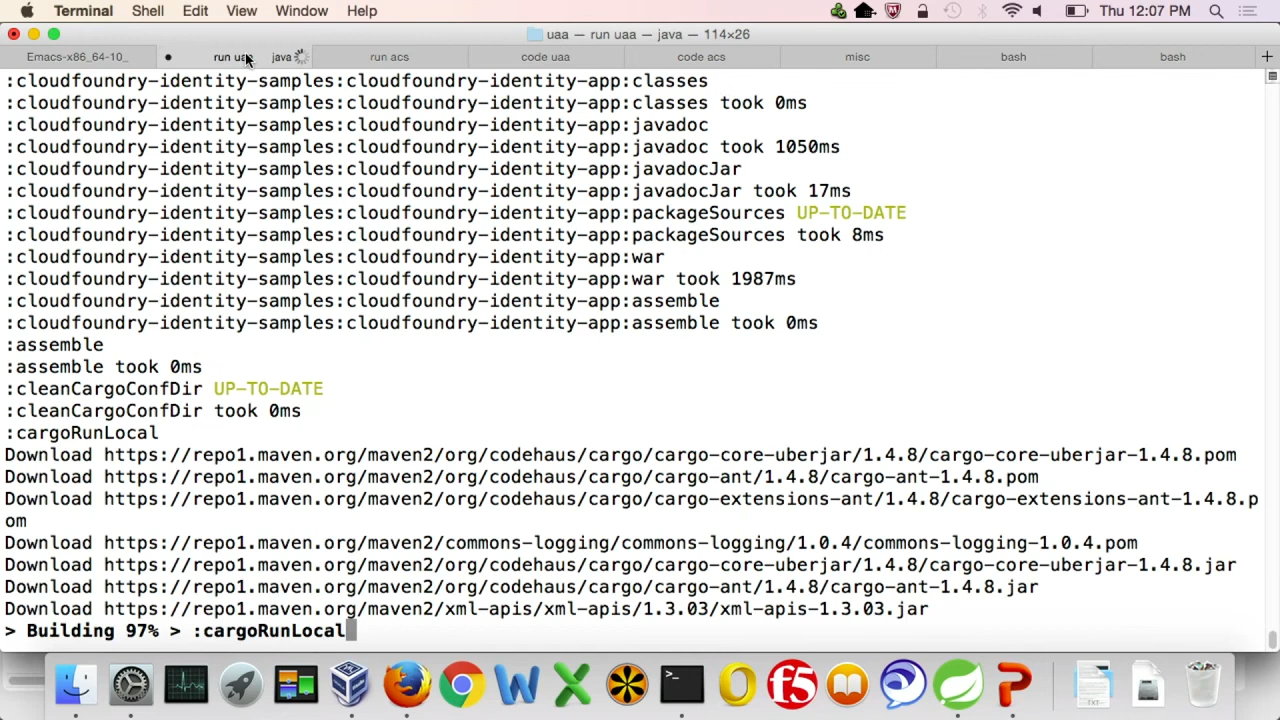 Terminal Shell Edit View Window Help Thu 12:07 PM
uaa — run uaa — java — 114×26
Emacs-x86_64-10_ run uaa java run acs code uaa code acs misc bash bash
:cloudfoundry-identity-samples:cloudfoundry-identity-app:classes
:cloudfoundry-identity-samples:cloudfoundry-identity-app:classes took 0ms
:cloudfoundry-identity-samples:cloudfoundry-identity-app:javadoc
:cloudfoundry-identity-samples:cloudfoundry-identity-app:javadoc took 1050ms
:cloudfoundry-identity-samples:cloudfoundry-identity-app:javadocJar
:cloudfoundry-identity-samples:cloudfoundry-identity-app:javadocJar took 17ms
:cloudfoundry-identity-samples:cloudfoundry-identity-app:packageSources UP-TO-DATE
:cloudfoundry-identity-samples:cloudfoundry-identity-app:packageSources took 8ms
:cloudfoundry-identity-samples:cloudfoundry-identity-app:war
:cloudfoundry-identity-samples:cloudfoundry-identity-app:war took 1987ms
:cloudfoundry-identity-samples:cloudfoundry-identity-app:assemble
:cloudfoundry-identity-samples:cloudfoundry-identity-app:assemble took 0ms
:assemble
:assemble took 0ms
:cleanCargoConfDir UP-TO-DATE
:cleanCargoConfDir took 0ms
:cargoRunLocal
Download https://repo1.maven.org/maven2/org/codehaus/cargo/cargo-core-uberjar/1.4.8/cargo-core-uberjar-1.4.8.pom
Download https://repo1.maven.org/maven2/org/codehaus/cargo/cargo-ant/1.4.8/cargo-ant-1.4.8.pom
Download https://repo1.maven.org/maven2/org/codehaus/cargo/cargo-extensions-ant/1.4.8/cargo-extensions-ant-1.4.8.p
om
Download https://repo1.maven.org/maven2/commons-logging/commons-logging/1.0.4/commons-logging-1.0.4.pom
Download https://repo1.maven.org/maven2/org/codehaus/cargo/cargo-core-uberjar/1.4.8/cargo-core-uberjar-1.4.8.jar
Download https://repo1.maven.org/maven2/org/codehaus/cargo/cargo-ant/1.4.8/cargo-ant-1.4.8.jar
Download https://repo1.maven.org/maven2/xml-apis/xml-apis/1.3.03/xml-apis-1.3.03.jar
> Building 97% > :cargoRunLocal
f5
TXT